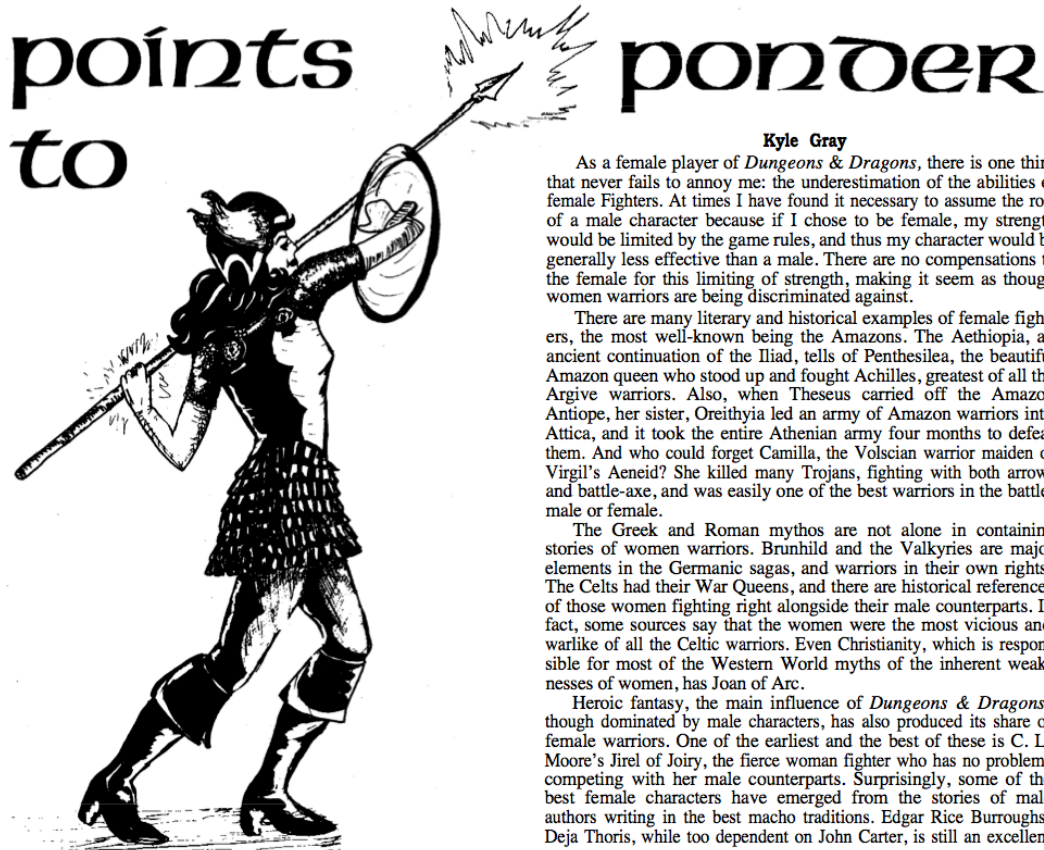 points
to
ponder
Kyle Gray
As a female player of Dungeons & Dragons, there is one thin
that never fails to annoy me: the underestimation of the abilities o
female Fighters. At times I have found it necessary to assume the ro
of a male character because if I chose to be female, my strengt
would be limited by the game rules, and thus my character would b
generally less effective than a male. There are no compensations t
the female for this limiting of strength, making it seem as thoug
women warriors are being discriminated against.
There are many literary and historical examples of female figh
ers, the most well-known being the Amazons. The Aethiopia, a
ancient continuation of the Iliad, tells of Penthesilea, the beautifu
Amazon queen who stood up and fought Achilles, greatest of all th
Argive warriors. Also, when Theseus carried off the Amazo
Antiope, her sister, Oreithyia led an army of Amazon warriors int
Attica, and it took the entire Athenian army four months to defea
them. And who could forget Camilla, the Volscian warrior maiden o
Virgil's Aeneid? She killed many Trojans, fighting with both arrow
and battle-axe, and was easily one of the best warriors in the battle
male or female.
The Greek and Roman mythos are not alone in containin
stories of women warriors. Brunhild and the Valkyries are majo
elements in the Germanic sagas, and warriors in their own rights
The Celts had their War Queens, and there are historical reference
of those women fighting right alongside their male counterparts. I
fact, some sources say that the women were the most vicious and
warlike of all the Celtic warriors. Even Christianity, which is respon
sible for most of the Western World myths of the inherent weak
nesses of women, has Joan of Arc.
Heroic fantasy, the main influence of Dungeons & Dragons
though dominated by male characters, has also produced its share o
female warriors. One of the earliest and the best of these is C. L
Moore's Jirel of Joiry, the fierce woman fighter who has no problem
competing with her male counterparts. Surprisingly, some of the
best female characters have emerged from the stories of mal
authors writing in the best macho traditions. Edgar Rice Burroughs
Deja Thoris, while too dependent on John Carter, is still an excellen